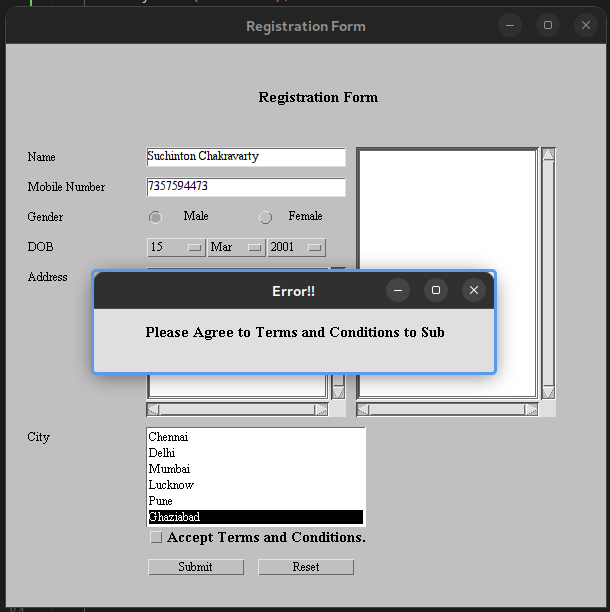 Registration Form
Registration Form
Name
Suchinton Chakravarty
Mobile Number
7357594473
Gender
Male
Female
DOB
15
Mar
2001
Address
Error!!
Please Agree to Terms and Conditions to Sub
City
Chennai
Delhi
Mumbai
Lucknow
Pune
Ghaziabad
Accept Terms and Conditions.
Submit
Reset